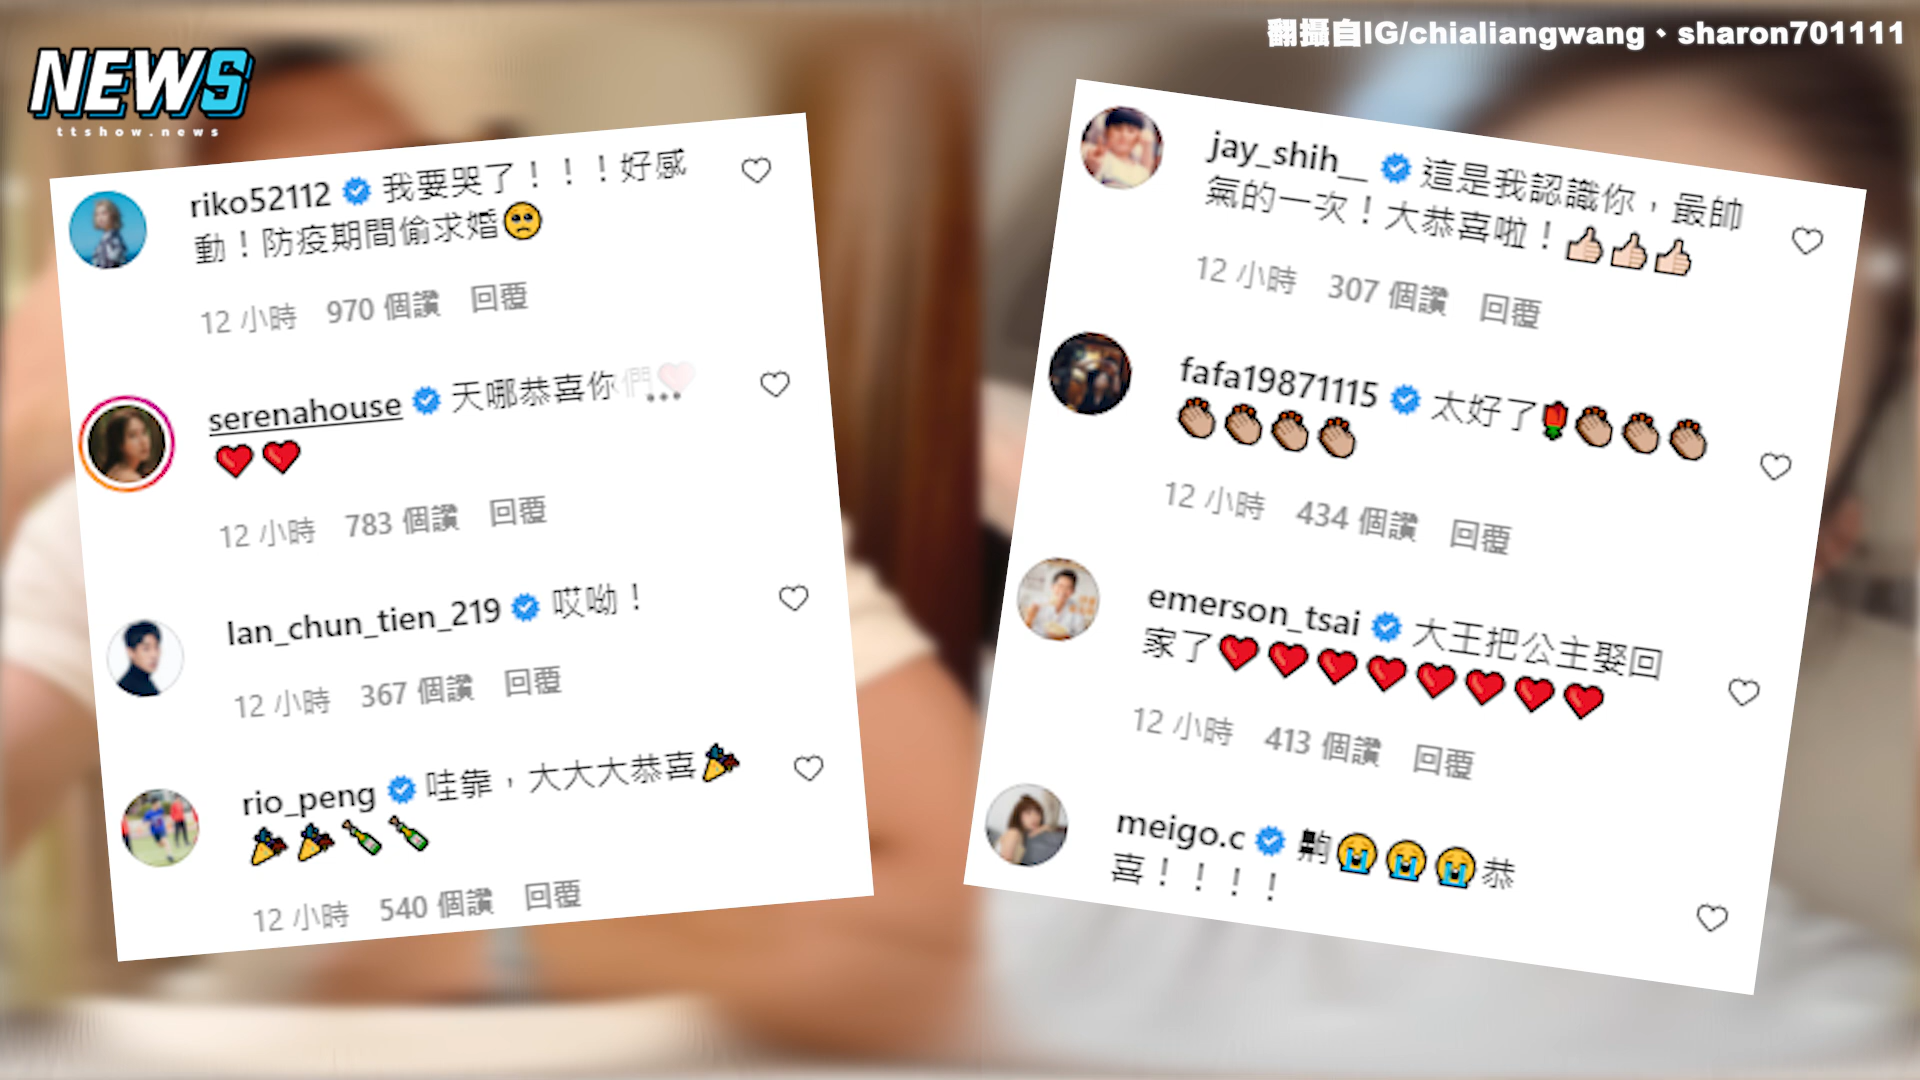 翻攝自IG/chialiangwang、sharon701111
NEWS
ttshow.news
riko52112 我要哭了！！！好感
動！防疫期間偷求婚🥺
12 小時 970 個讚 回覆
serenahouse 天哪恭喜你們❣️
❤️❤️
12 小時 783 個讚 回覆
lan_chun_tien_219 哎呦！
12 小時 367 個讚 回覆
rio_peng 哇靠，大大大恭喜🎉
🎉🎉🍾🍾
12 小時 540 個讚 回覆
jay_shih__ 這是我認識你，最帥
氣的一次！大恭喜啦！👍🏻👍🏻👍🏻
12 小時 307 個讚 回覆
fafa19871115 太好了🌹👏🏽👏🏽👏🏽
👏🏽👏🏽👏🏽👏🏽
12 小時 434 個讚 回覆
emerson_tsai 大王把公主娶回
家了❤️❤️❤️❤️❤️❤️❤️❤️
12 小時 413 個讚 回覆
meigo.c 😭😭😭恭
喜！！！！